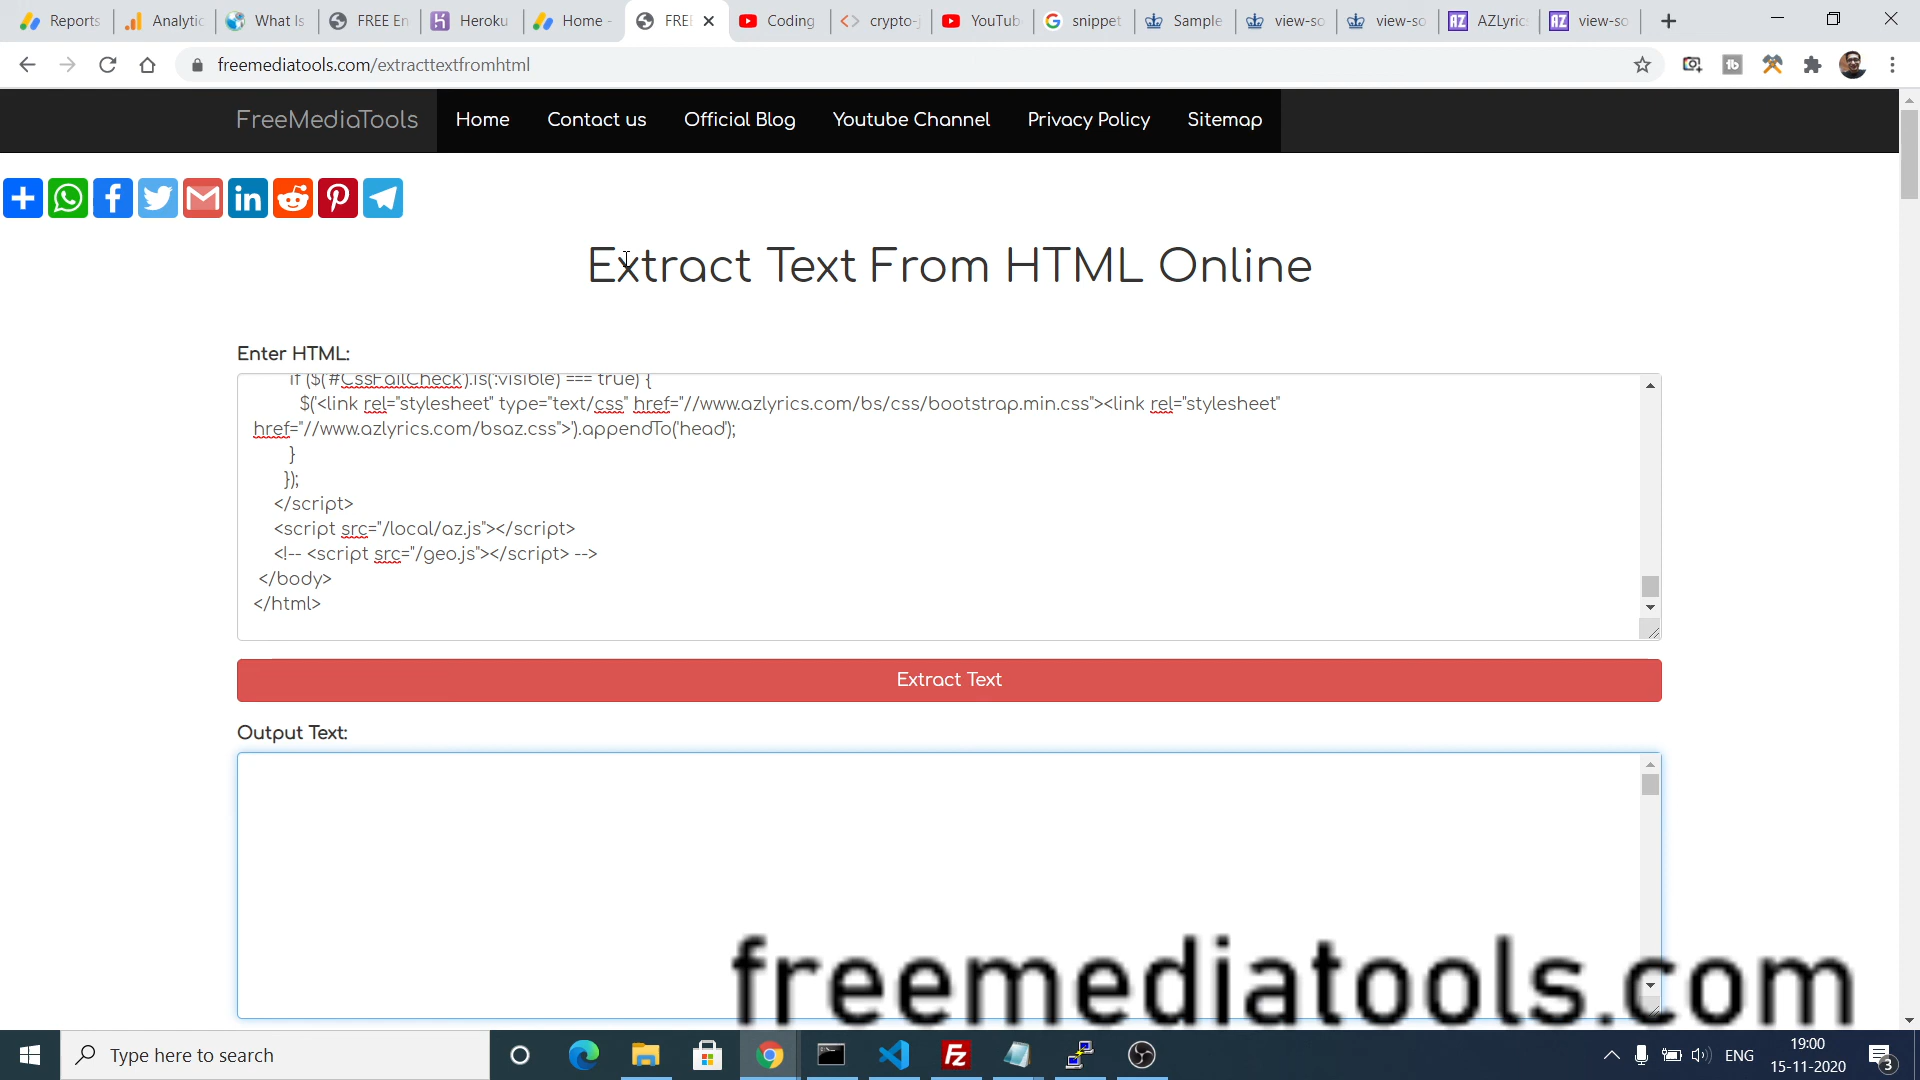 Reports
Analytic
What Is
FREE En
Heroku
Home -
FREE
Coding
crypto-j
YouTub
snippet
Sample
view-so
view-so
AZLyric
view-so
freemediatools.com/extracttextfromhtml
FreeMediaTools
Home
Contact us
Official Blog
Youtube Channel
Privacy Policy
Sitemap
Extract Text From HTML Online
Enter HTML:
if ($('#CssFailCheck').is(':visible') === true) {
$('<link rel="stylesheet" type="text/css" href="//www.azlyrics.com/bs/css/bootstrap.min.css"><link rel="stylesheet"
href="//www.azlyrics.com/bsaz.css">').appendTo('head');
}
});
</script>
<script src="/local/az.js"></script>
<!-- <script src="/geo.js"></script> -->
</body>
</html>
Extract Text
Output Text:
freemediatools.com
Type here to search
ENG
19:00
15-11-2020
3